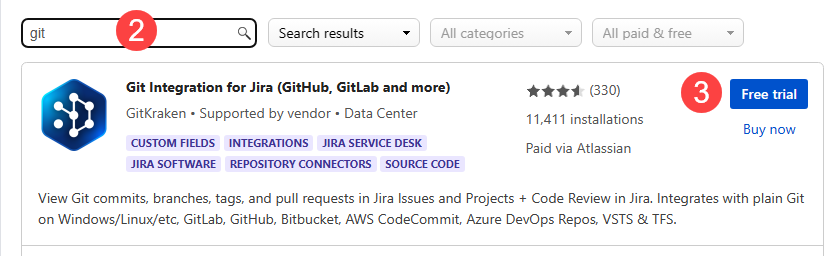 git
2
Search results
All categories
All paid & free
Git Integration for Jira (GitHub, GitLab and more)
(330)
3
Free trial
GitKraken • Supported by vendor • Data Center
11,411 installations
Buy now
CUSTOM FIELDS INTEGRATIONS JIRA SERVICE DESK
Paid via Atlassian
JIRA SOFTWARE REPOSITORY CONNECTORS SOURCE CODE
View Git commits, branches, tags, and pull requests in Jira Issues and Projects + Code Review in Jira. Integrates with plain Git
on Windows/Linux/etc, GitLab, GitHub, Bitbucket, AWS CodeCommit, Azure DevOps Repos, VSTS & TFS.